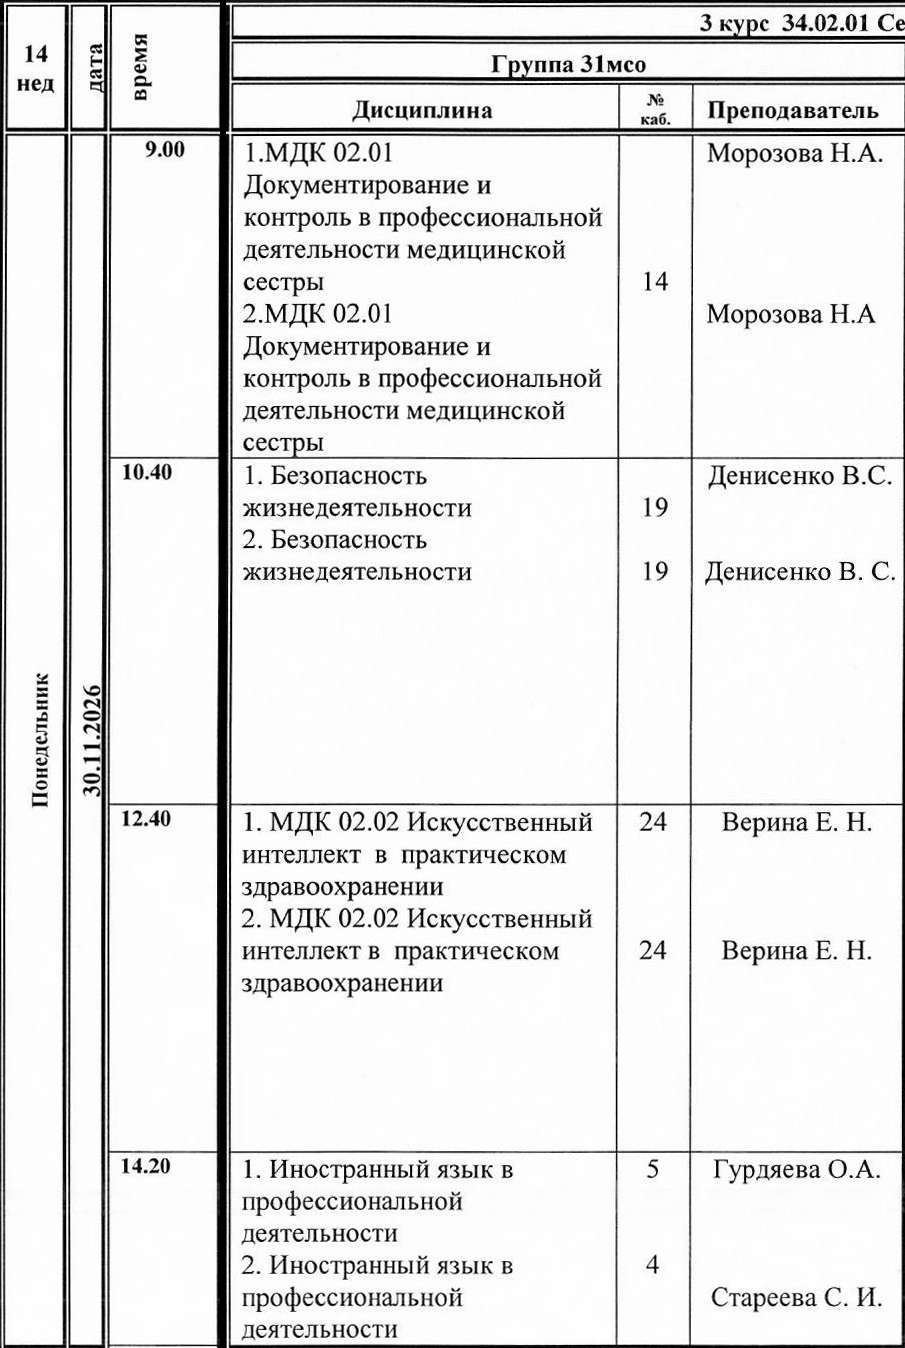 14
нед
дата
время
3 курс 34.02.01 Се
Группа 31мсо
Дисциплина
№
каб.
Преподаватель
Понедельник
30.11.2026
9.00
1.МДК 02.01
Морозова Н.А.
Документирование и
контроль в профессиональной
деятельности медицинской
сестры
14
2.МДК 02.01
Морозова Н.А
Документирование и
контроль в профессиональной
деятельности медицинской
сестры
10.40
1. Безопасность
Денисенко В.С.
жизнедеятельности
19
2. Безопасность
жизнедеятельности
19
Денисенко В. С.
12.40
1. МДК 02.02 Искусственный
24
Верина Е. Н.
интеллект в практическом
здравоохранении
2. МДК 02.02 Искусственный
интеллект в практическом
24
Верина Е. Н.
здравоохранении
14.20
1. Иностранный язык в
5
Гурдяева О.А.
профессиональной
деятельности
2. Иностранный язык в
4
профессиональной
Стареева С. И.
деятельности